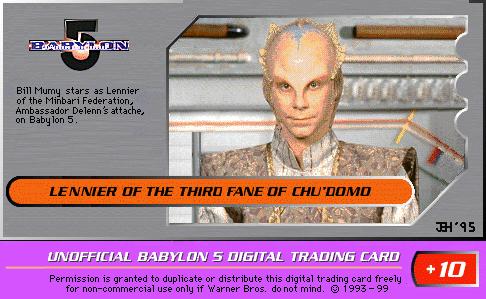 BABYLON
5
Bill Mumy stars as Lennier
of the Minbari Federation,
Ambassador Delenn's attache,
on Babylon 5.
LENNIER OF THE THIRD FANE OF CHU'DOMO
JBH '95
UNOFFICIAL BABYLON 5 DIGITAL TRADING CARD
Permission is granted to duplicate or distribute this digital trading card freely
for non-commercial use only if Warner Bros. do not mind. © 1993-99
+10